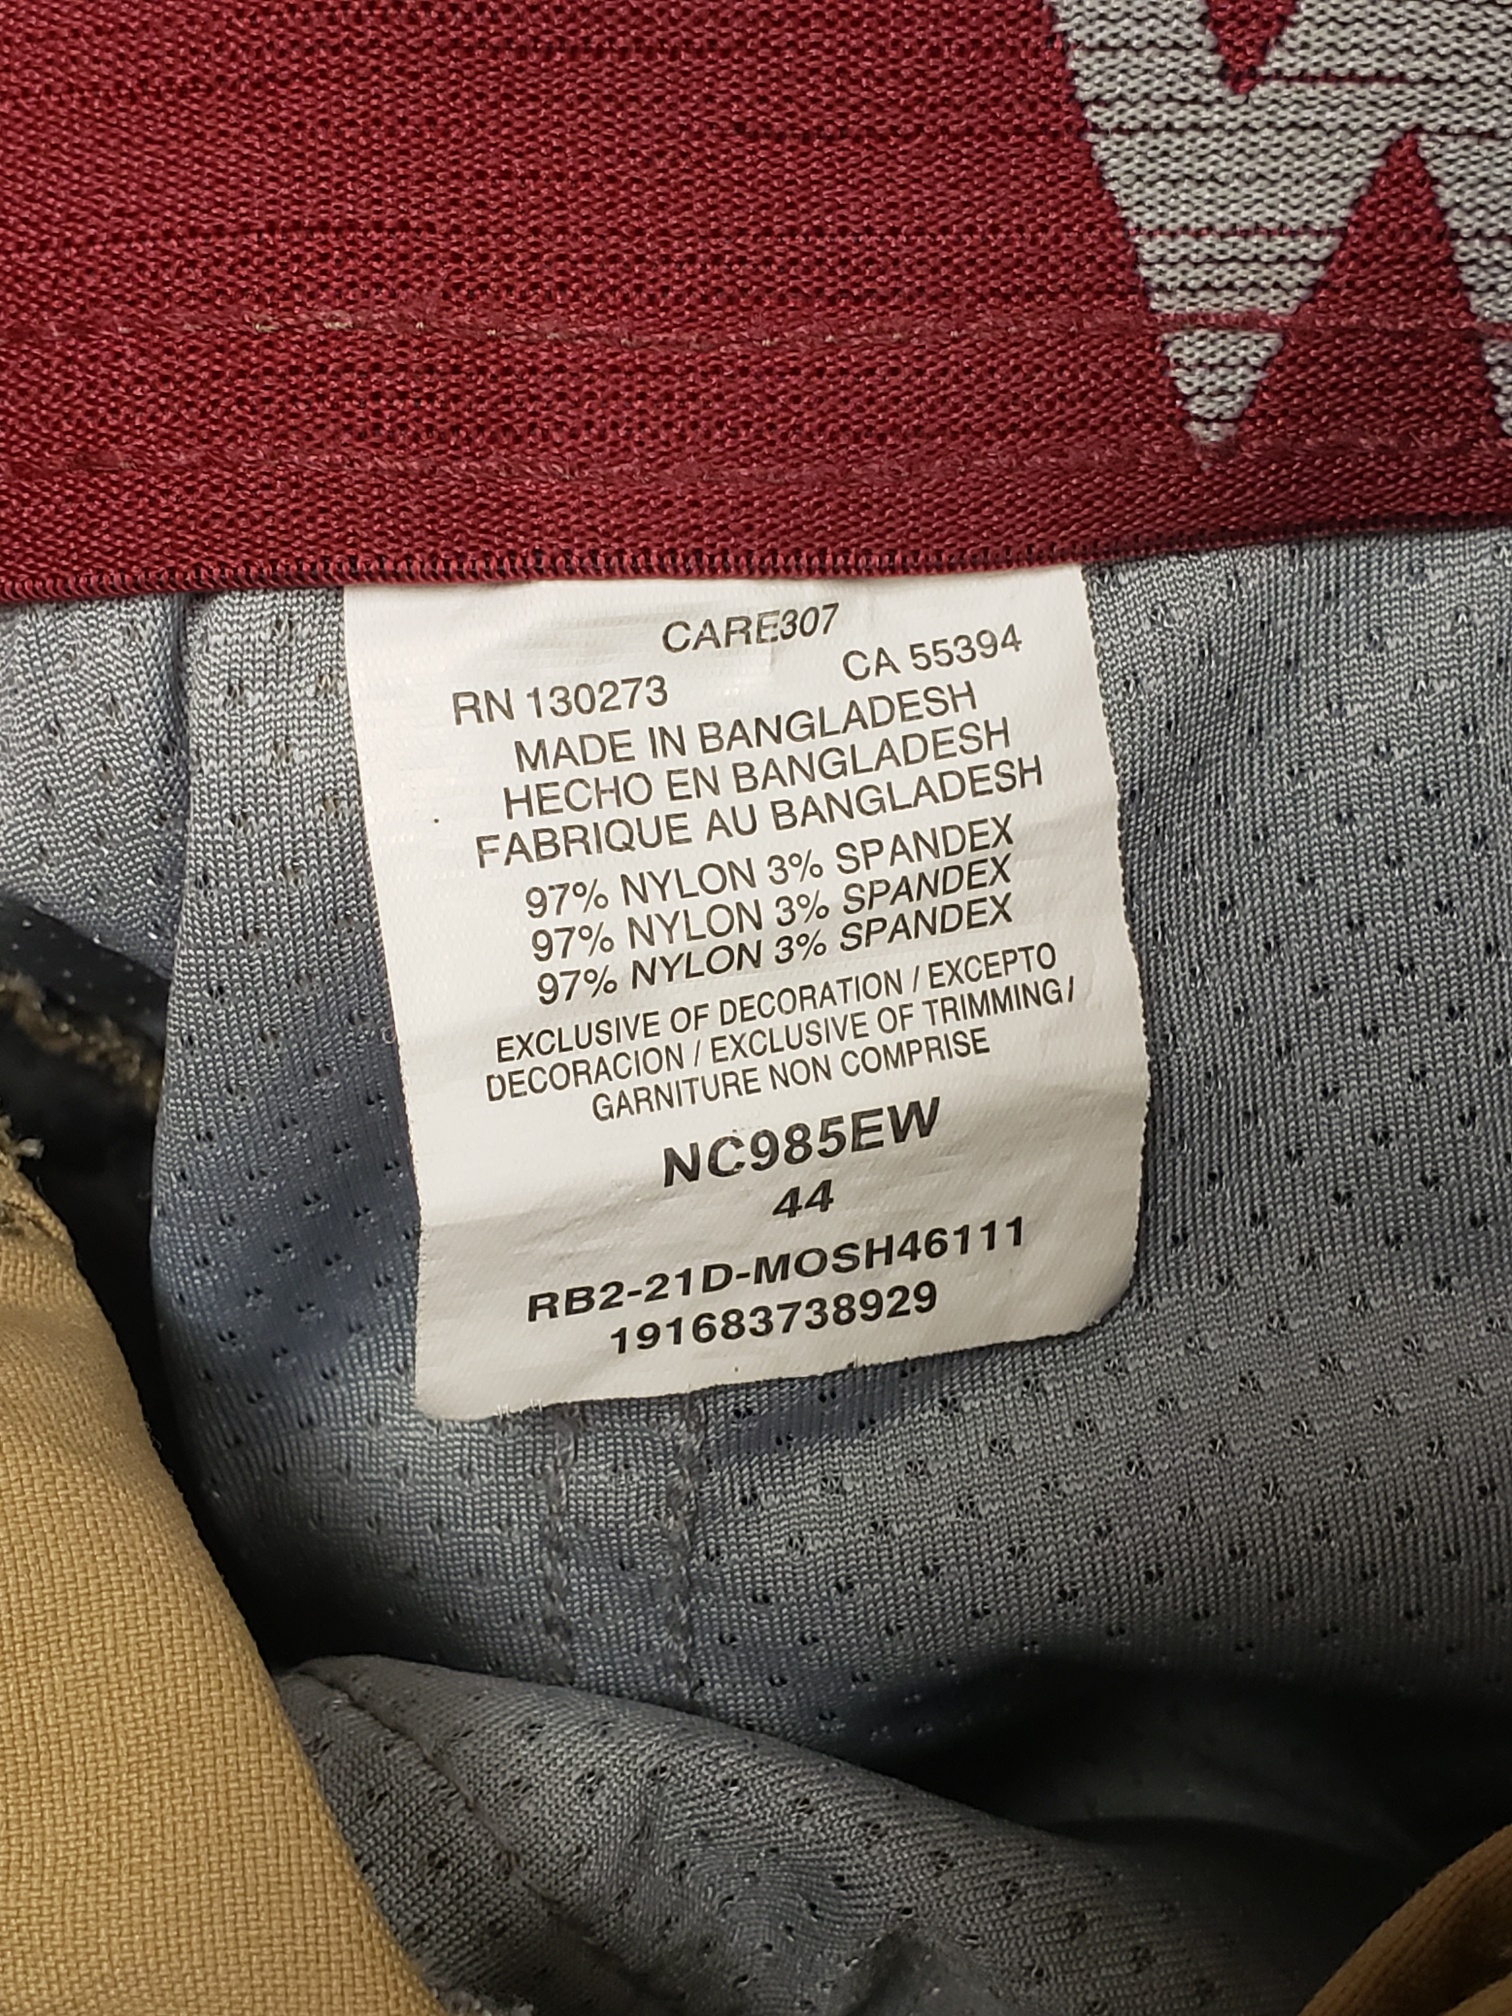 CARE307
RN 130273 CA 55394
MADE IN BANGLADESH
HECHO EN BANGLADESH
FABRIQUE AU BANGLADESH
97% NYLON 3% SPANDEX
97% NYLON 3% SPANDEX
97% NYLON 3% SPANDEX
EXCLUSIVE OF DECORATION / EXCEPTO
DECORACION / EXCLUSIVE OF TRIMMING /
GARNITURE NON COMPRISE
NC985EW
44
RB2-21D-MOSH46111
191683738929